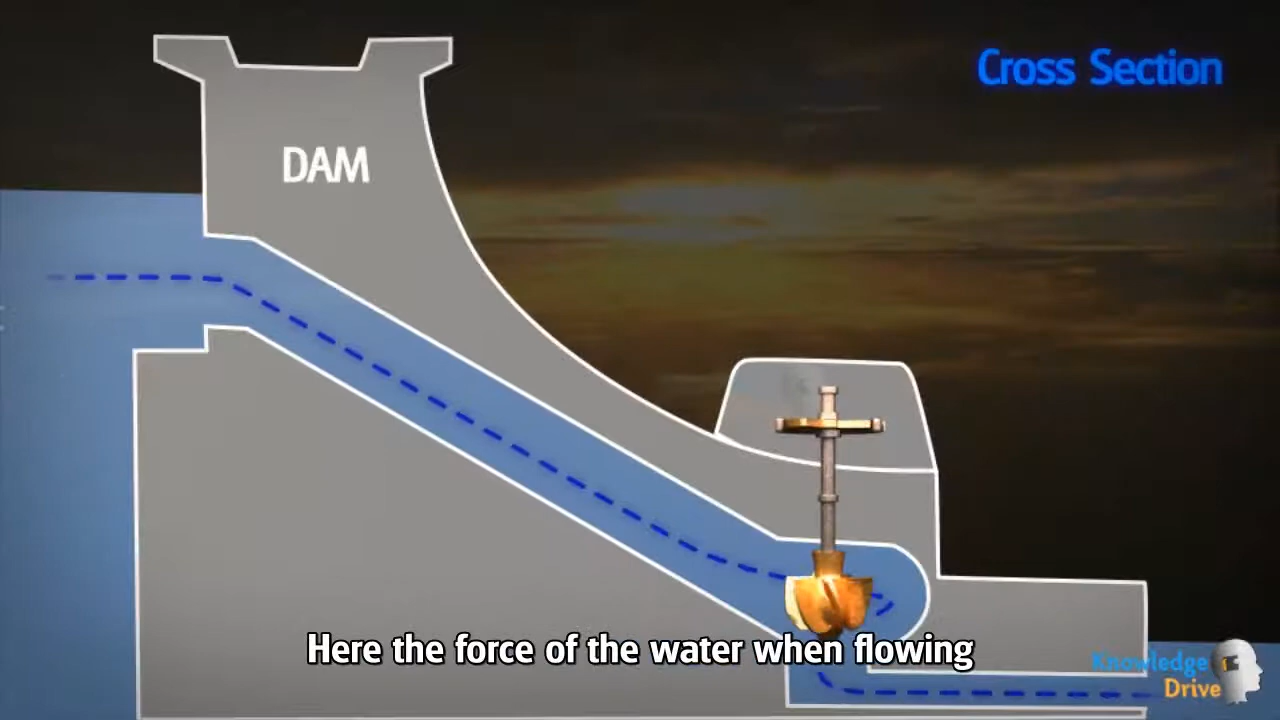 Cross Section
DAM
Here the force of the water when flowing
Knowledge
Drive